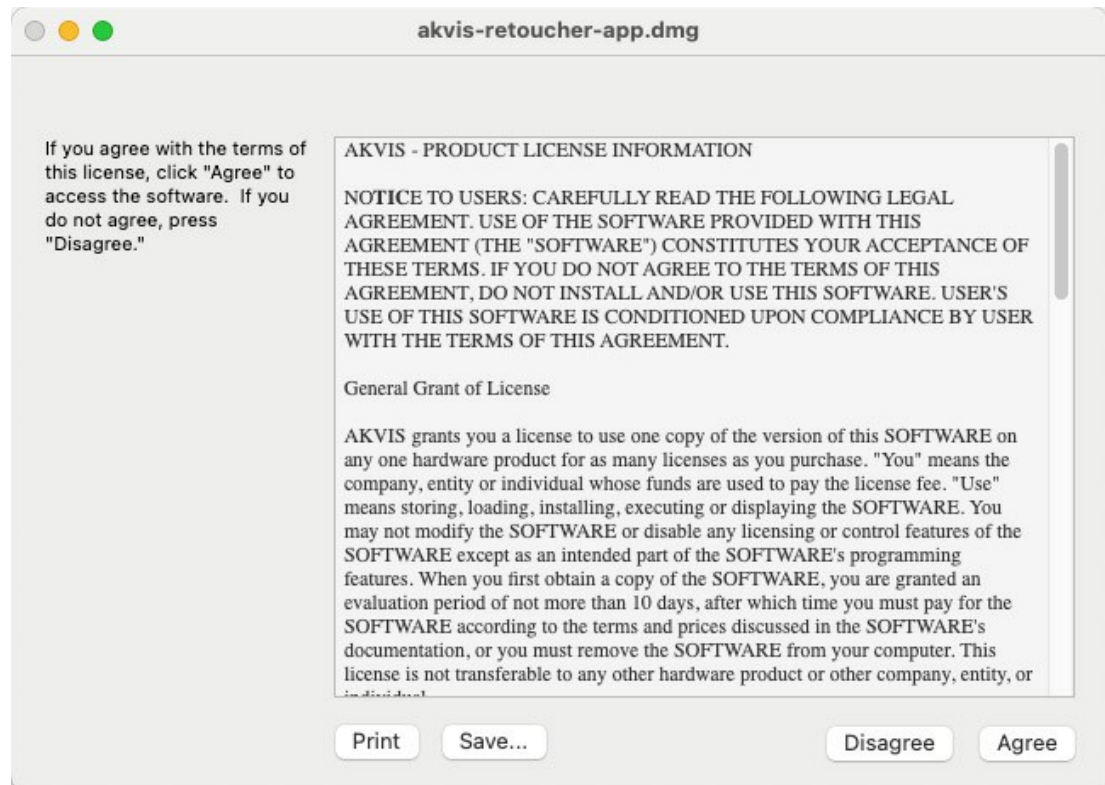 akvis-retoucher-app.dmg
If you agree with the terms of
this license, click "Agree" to
access the software.  If you
do not agree, press
"Disagree."
AKVIS - PRODUCT LICENSE INFORMATION
NOTICE TO USERS: CAREFULLY READ THE FOLLOWING LEGAL
AGREEMENT. USE OF THE SOFTWARE PROVIDED WITH THIS
AGREEMENT (THE "SOFTWARE") CONSTITUTES YOUR ACCEPTANCE OF
THESE TERMS. IF YOU DO NOT AGREE TO THE TERMS OF THIS
AGREEMENT, DO NOT INSTALL AND/OR USE THIS SOFTWARE. USER'S
USE OF THIS SOFTWARE IS CONDITIONED UPON COMPLIANCE BY USER
WITH THE TERMS OF THIS AGREEMENT.
General Grant of License
AKVIS grants you a license to use one copy of the version of this SOFTWARE on
any one hardware product for as many licenses as you purchase. "You" means the
company, entity or individual whose funds are used to pay the license fee. "Use"
means storing, loading, installing, executing or displaying the SOFTWARE. You
may not modify the SOFTWARE or disable any licensing or control features of the
SOFTWARE except as an intended part of the SOFTWARE's programming
features. When you first obtain a copy of the SOFTWARE, you are granted an
evaluation period of not more than 10 days, after which time you must pay for the
SOFTWARE according to the terms and prices discussed in the SOFTWARE's
documentation, or you must remove the SOFTWARE from your computer. This
license is not transferable to any other hardware product or other company, entity, or
Print
Save...
Disagree
Agree